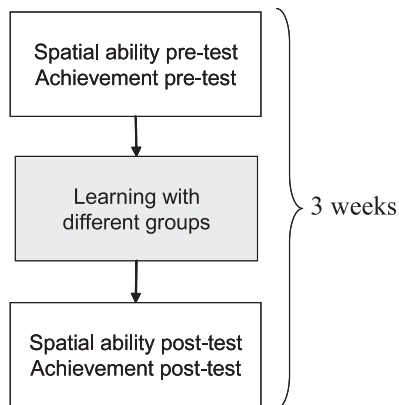 Spatial ability pre-test
Achievement pre-test
Learning with
different groups
3 weeks
Spatial ability post-test
Achievement post-test